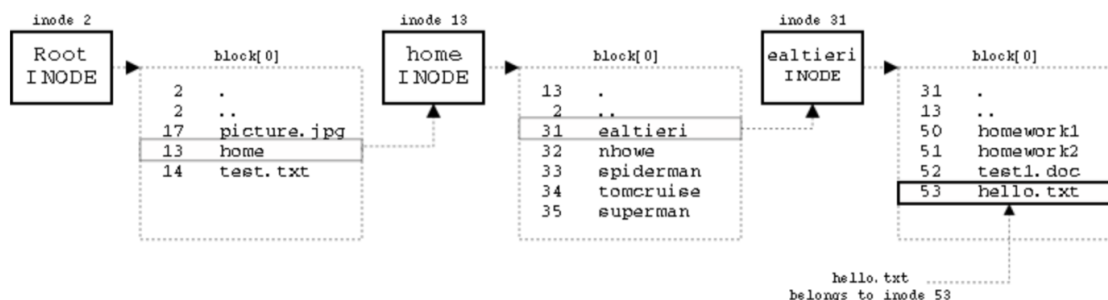 inode 2
Root
INODE
block[0]
2 .
2 ..
17 picture.jpg
13 home
14 test.txt
inode 13
home
INODE
block[0]
13 .
2 ..
31 ealtieri
32 nhowe
33 spiderman
34 tomcruise
35 superman
inode 31
ealtieri
INODE
block[0]
31 .
13 ..
50 homework1
51 homework2
52 test1.doc
53 hello.txt
hello.txt
belongs to inode 53